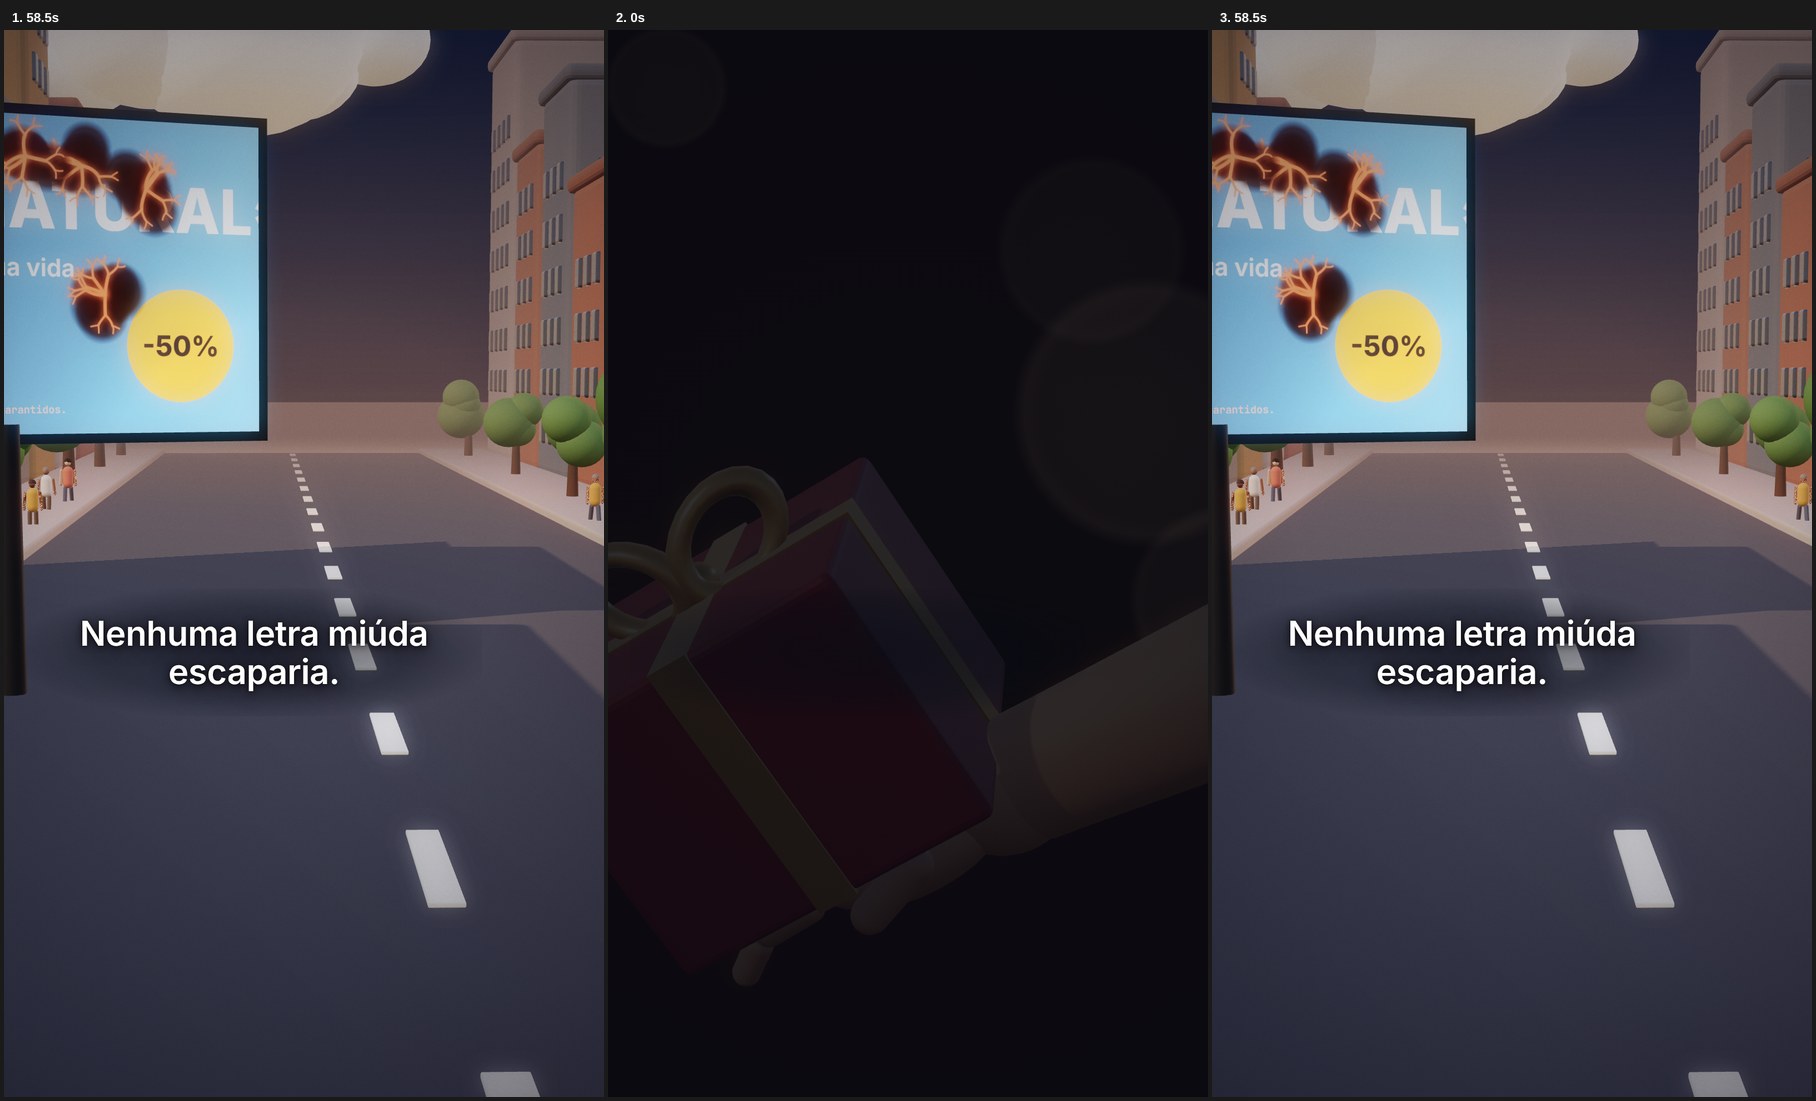 1. 58.5s
ATURAL
a vida
-50%
arantidos.
Nenhuma letra miúda
escaparia.
2. 0s
3. 58.5s
ATURAL
a vida
-50%
arantidos.
Nenhuma letra miúda
escaparia.